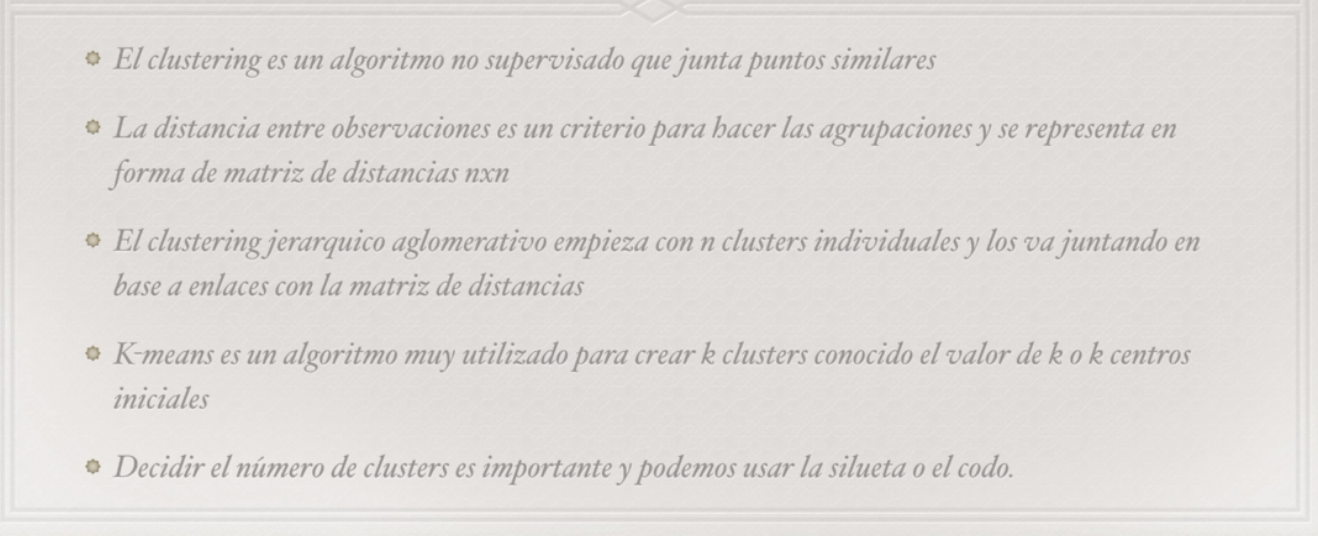 El clustering es un algoritmo no supervisado que junta puntos similares
La distancia entre observaciones es un criterio para hacer las agrupaciones y se representa en
forma de matriz de distancias nxn
El clustering jerarquico aglomerativo empieza con n clusters individuales y los va juntando en
base a enlaces con la matriz de distancias
K-means es un algoritmo muy utilizado para crear k clusters conocido el valor de k o k centros
iniciales
Decidir el número de clusters es importante y podemos usar la silueta o el codo.